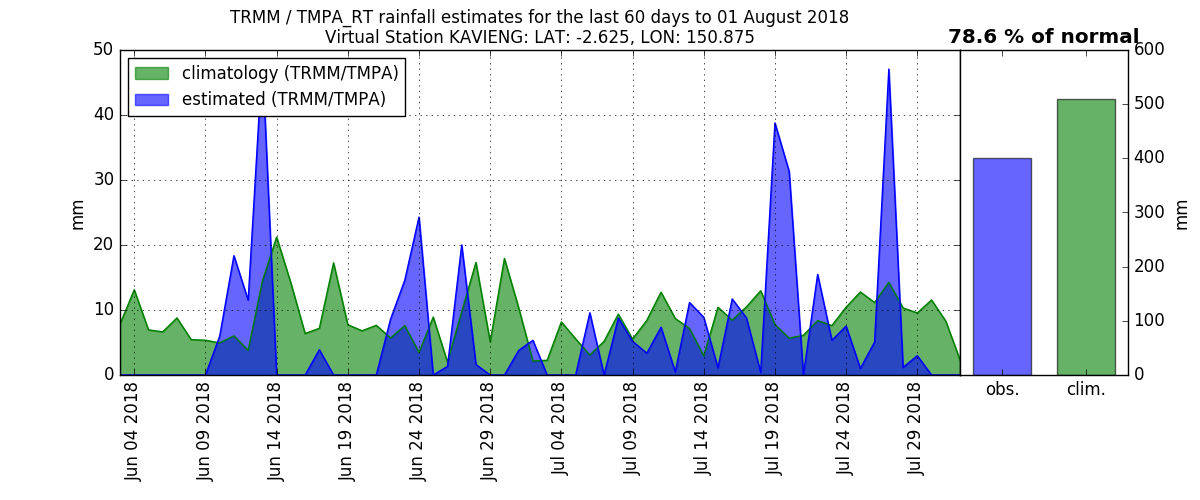 TRMM / TMPA_RT rainfall estimates for the last 60 days to 01 August 2018
Virtual Station KAVIENG: LAT: -2.625, LON: 150.875
78.6 % of normal
climatology (TRMM/TMPA)
estimated (TRMM/TMPA)
50
40
30
20
10
0
mm
Jun 04 2018
Jun 09 2018
Jun 14 2018
Jun 19 2018
Jun 24 2018
Jun 29 2018
Jul 04 2018
Jul 09 2018
Jul 14 2018
Jul 19 2018
Jul 24 2018
Jul 29 2018
obs.
clim.
600
500
400
300
200
100
0
mm